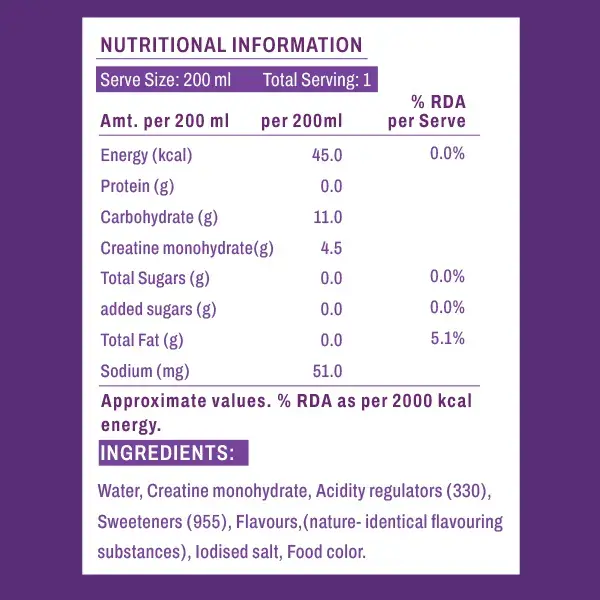 NUTRITIONAL INFORMATION
Serve Size: 200 ml Total Serving: 1
% RDA
Amt. per 200 ml per 200ml per Serve
Energy (kcal) 45.0 0.0%
Protein (g) 0.0
Carbohydrate (g) 11.0
Creatine monohydrate(g) 4.5
Total Sugars (g) 0.0 0.0%
added sugars (g) 0.0 0.0%
Total Fat (g) 0.0 5.1%
Sodium (mg) 51.0
Approximate values. % RDA as per 2000 kcal
energy.
INGREDIENTS:
Water, Creatine monohydrate, Acidity regulators (330),
Sweeteners (955), Flavours,(nature- identical flavouring
substances), Iodised salt, Food color.